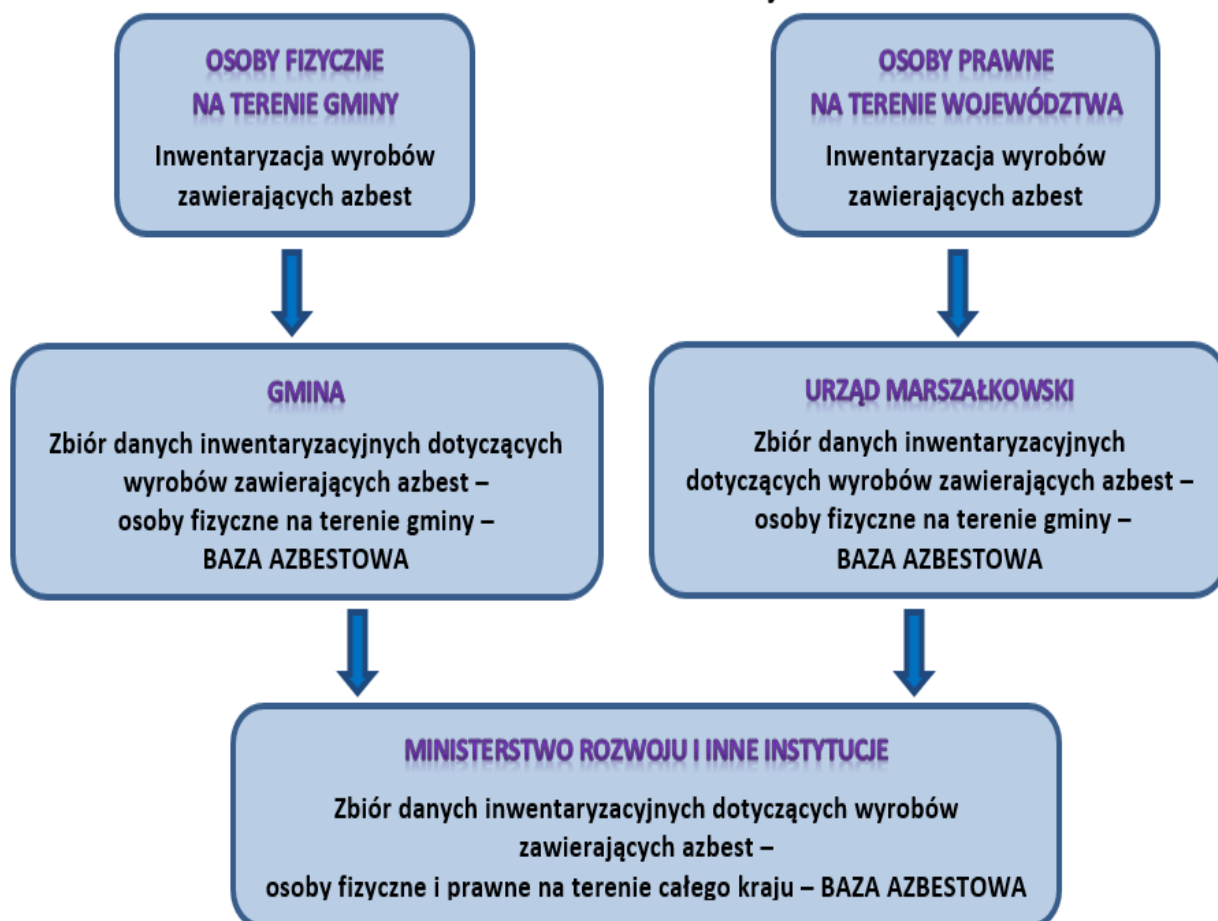 OSOBY FIZYCZNE
NA TERENIE GMINY
Inwentaryzacja wyrobów
zawierających azbest
OSOBY PRAWNE
NA TERENIE WOJEWÓDZTWA
Inwentaryzacja wyrobów
zawierających azbest
GMINA
Zbiór danych inwentaryzacyjnych dotyczących
wyrobów zawierających azbest –
osoby fizyczne na terenie gminy –
BAZA AZBESTOWA
URZĄD MARSZAŁKOWSKI
Zbiór danych inwentaryzacyjnych
dotyczących wyrobów zawierających azbest –
osoby fizyczne na terenie gminy –
BAZA AZBESTOWA
MINISTERSTWO ROZWOJU I INNE INSTYTUCJE
Zbiór danych inwentaryzacyjnych dotyczących wyrobów
zawierających azbest –
osoby fizyczne i prawne na terenie całego kraju – BAZA AZBESTOWA